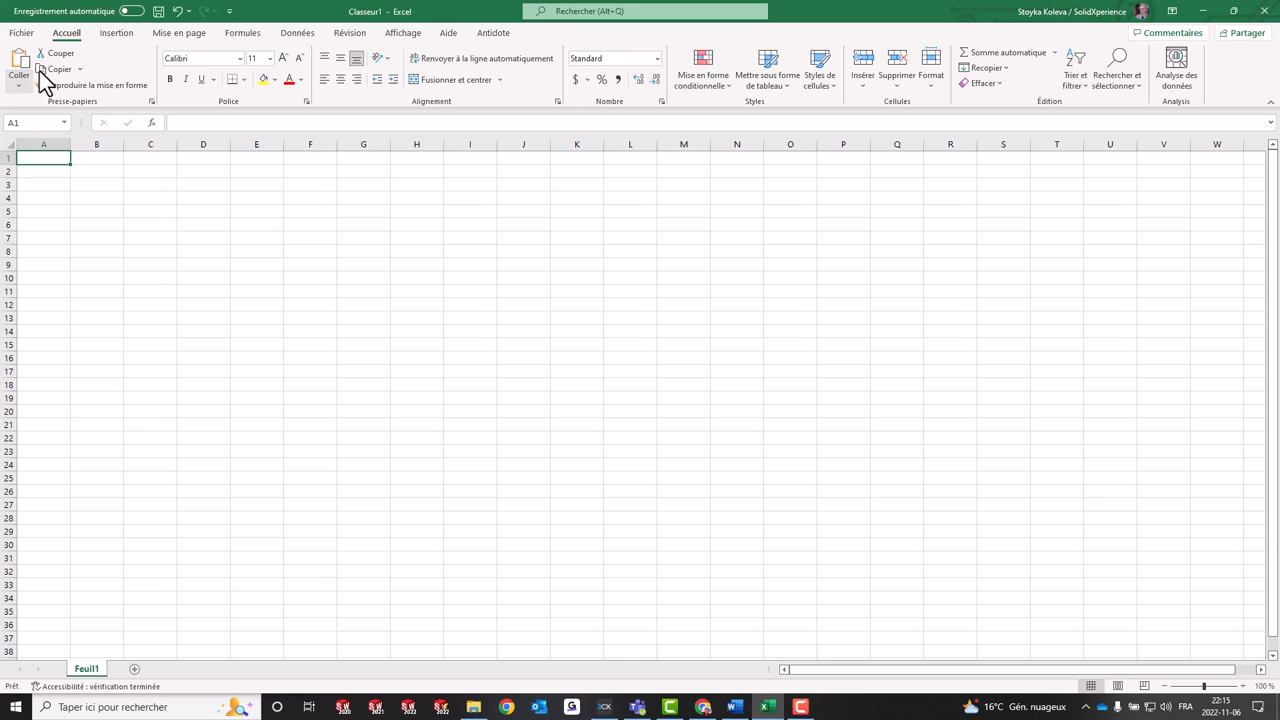 Enregistrement automatique
Classeur1 - Excel
Rechercher (Alt+Q)
Stoyka Koleva / SolidXperience
Fichier Accueil Insertion Mise en page Formules Données Révision Affichage Aide Antidote
Commentaires Partager
Coller
Couper
Copier
eproduire la mise en forme
Presse-papiers
Calibri 11
G I S
Police
Renvoyer à la ligne automatiquement
Fusionner et centrer
Alignement
Standard
$ %
Nombre
Mise en forme conditionnelle
Mettre sous forme de tableau
Styles de cellules
Styles
Insérer Supprimer Format
Cellules
Somme automatique
Recopier
Effacer
Trier et filtrer
Rechercher et sélectionner
Édition
Analyse des données
Analysis
A1
fx
A B C D E F G H I J K L M N O P Q R S T U V W
1
2
3
4
5
6
7
8
9
10
11
12
13
14
15
16
17
18
19
20
21
22
23
24
25
26
27
28
29
30
31
32
33
34
35
36
37
38
Feuil1
Prêt
Accessibilité : vérification terminée
100 %
Taper ici pour rechercher
16°C Gén. nuageux
FRA
22:15
2022-11-06